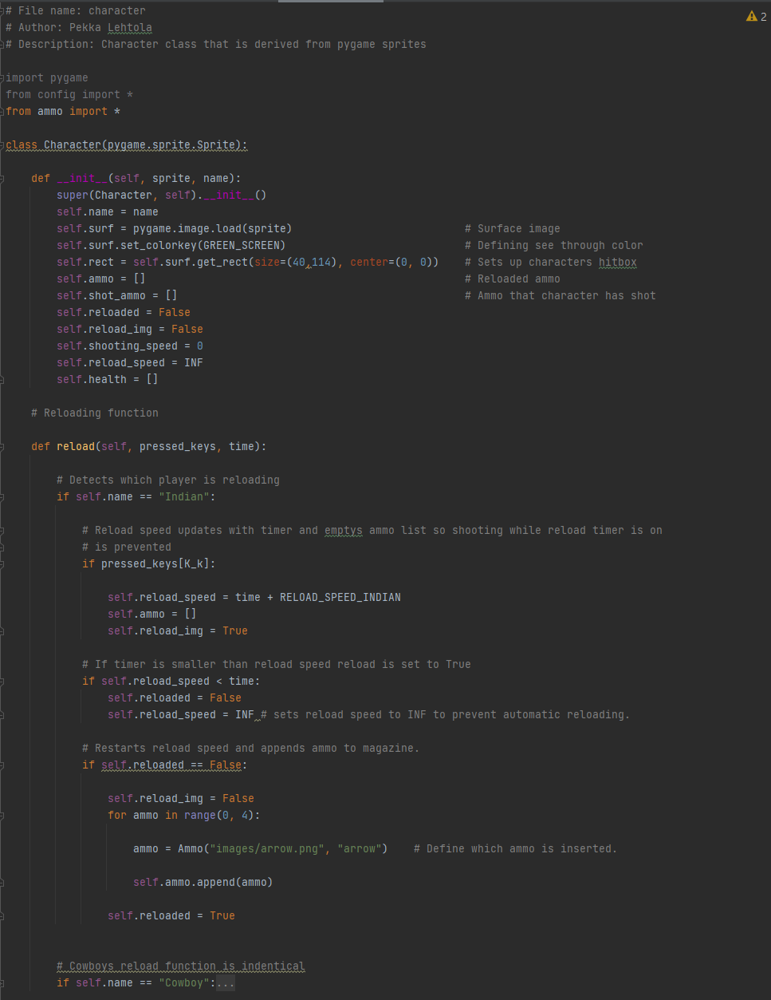 # File name: character
2
# Author: Pekka Lehtola
# Description: Character class that is derived from pygame sprites
import pygame
from config import *
from ammo import *
class Character(pygame.sprite.Sprite):
def __init__(self, sprite, name):
super(Character, self).__init__()
self.name = name
self.surf = pygame.image.load(sprite) # Surface image
self.surf.set_colorkey(GREEN_SCREEN) # Defining see through color
self.rect = self.surf.get_rect(size=(40,114), center=(0, 0)) # Sets up characters hitbox
self.ammo = [] # Reloaded ammo
self.shot_ammo = [] # Ammo that character has shot
self.reloaded = False
self.reload_img = False
self.shooting_speed = 0
self.reload_speed = INF
self.health = []
# Reloading function
def reload(self, pressed_keys, time):
# Detects which player is reloading
if self.name == "Indian":
# Reload speed updates with timer and emptys ammo list so shooting while reload timer is on
# is prevented
if pressed_keys[K_k]:
self.reload_speed = time + RELOAD_SPEED_INDIAN
self.ammo = []
self.reload_img = True
# If timer is smaller than reload speed reload is set to True
if self.reload_speed < time:
self.reloaded = False
self.reload_speed = INF # sets reload speed to INF to prevent automatic reloading.
# Restarts reload speed and appends ammo to magazine.
if self.reloaded == False:
self.reload_img = False
for ammo in range(0, 4):
ammo = Ammo("images/arrow.png", "arrow") # Define which ammo is inserted.
self.ammo.append(ammo)
self.reloaded = True
# Cowboys reload function is indentical
if self.name == "Cowboy":...